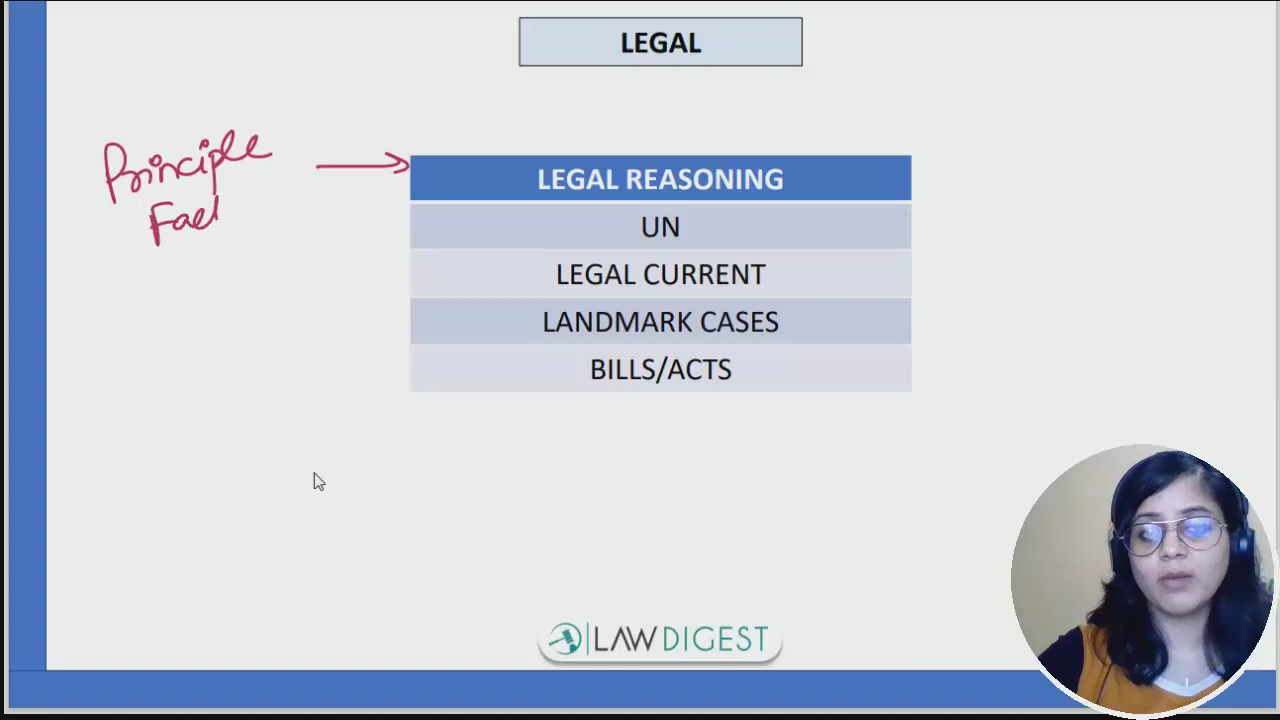 LEGAL
Principle
Fact
LEGAL REASONING
UN
LEGAL CURRENT
LANDMARK CASES
BILLS/ACTS
LAWDIGEST